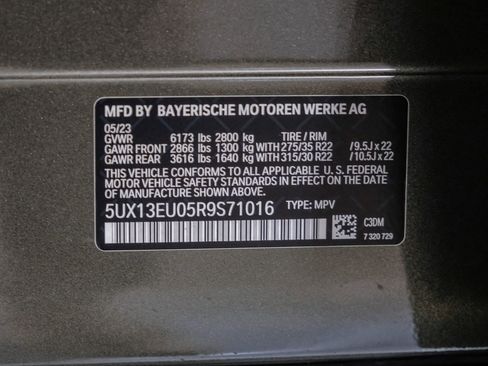 MFD BY BAYERISCHE MOTOREN WERKE AG
05/23
GVWR 6173 lbs 2800 kg TIRE / RIM
GAWR FRONT 2866 lbs 1300 kg WITH 275/35 R22 / 9.5J x 22
GAWR REAR 3616 lbs 1640 kg WITH 315/30 R22 / 10.5J x 22
THIS VEHICLE CONFORMS TO ALL APPLICABLE U. S. FEDERAL
MOTOR VEHICLE SAFETY STANDARDS IN EFFECT ON THE DATE
OF MANUFACTURE SHOWN ABOVE.
5UX13EU05R9S71016 TYPE: MPV
C3DM
7 320 729